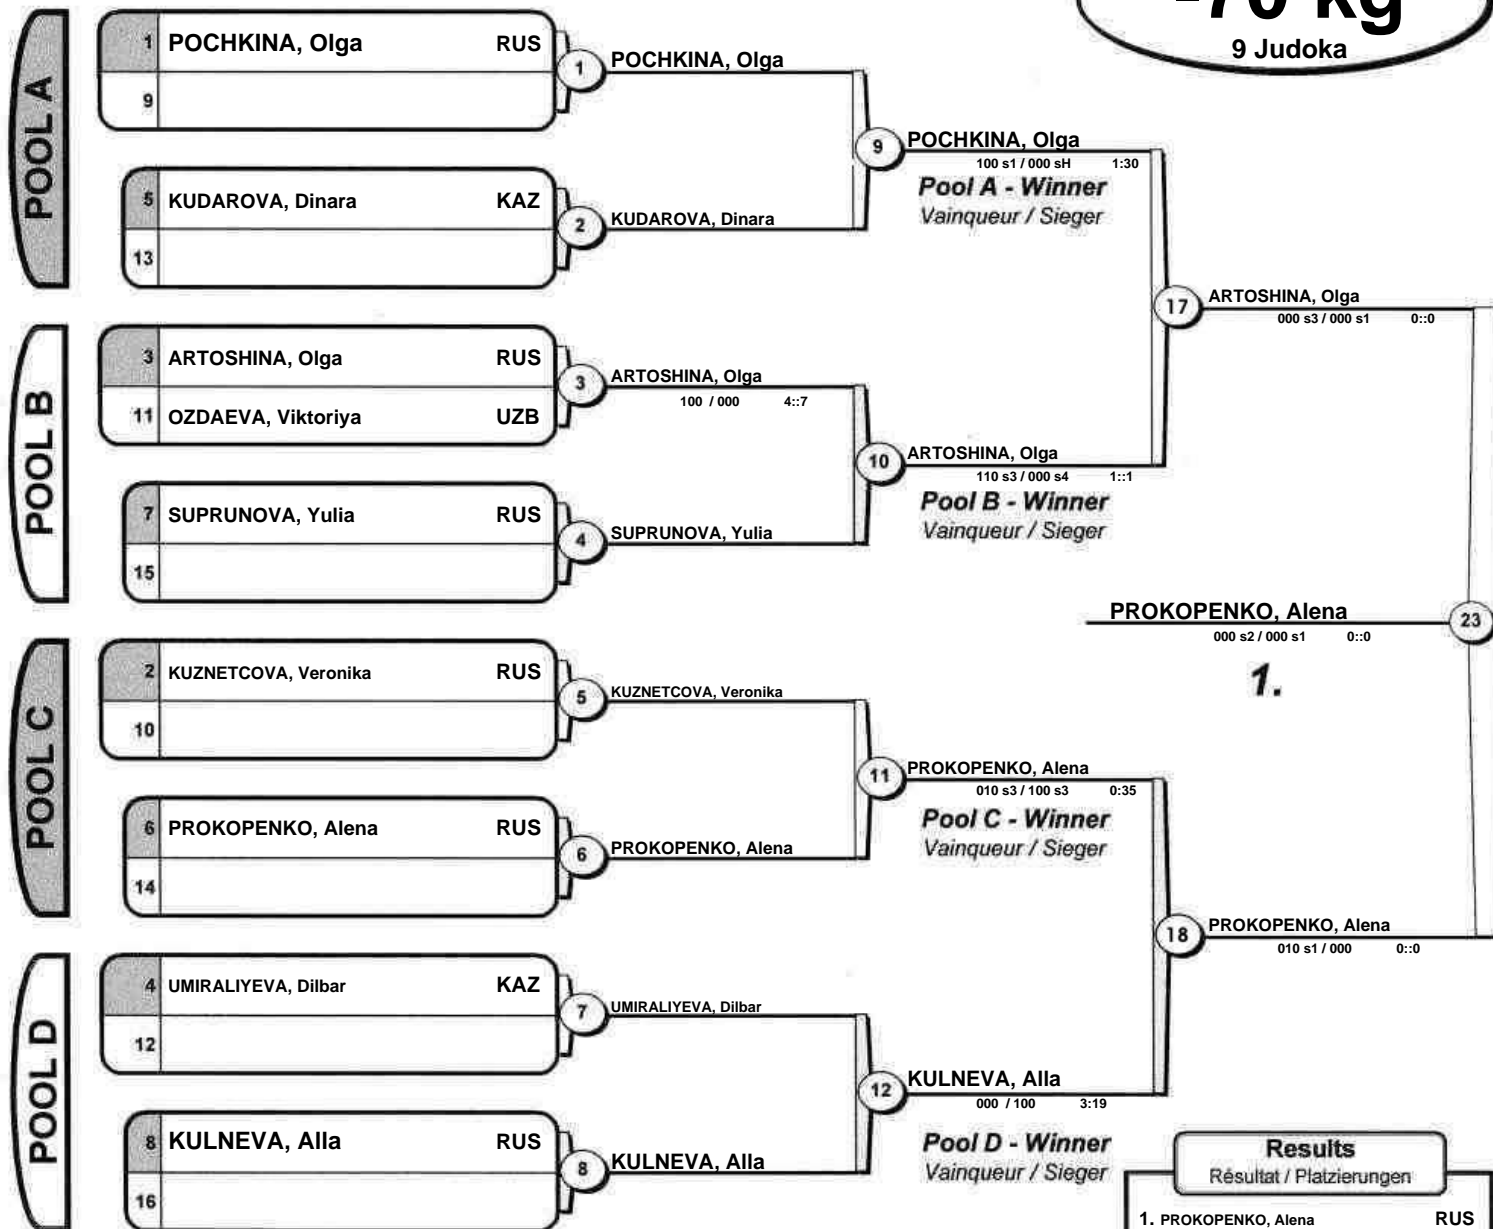 -70 kg
9 Judoka
POOL A
1 POCHKINA, Olga RUS
9
1 POCHKINA, Olga
5 KUDAROVA, Dinara KAZ
13
2 KUDAROVA, Dinara
9 POCHKINA, Olga
100 s1 / 000 sH 1:30
Pool A - Winner
Vainqueur / Sieger
POOL B
3 ARTOSHINA, Olga RUS
11 OZDAEVA, Viktoriya UZB
3 ARTOSHINA, Olga
100 / 000 4::7
7 SUPRUNOVA, Yulia RUS
15
4 SUPRUNOVA, Yulia
10 ARTOSHINA, Olga
110 s3 / 000 s4 1::1
Pool B - Winner
Vainqueur / Sieger
17 ARTOSHINA, Olga
000 s3 / 000 s1 0::0
PROKOPENKO, Alena 23
000 s2 / 000 s1 0::0
1.
POOL C
2 KUZNETCOVA, Veronika RUS
10
5 KUZNETCOVA, Veronika
6 PROKOPENKO, Alena RUS
14
6 PROKOPENKO, Alena
11 PROKOPENKO, Alena
010 s3 / 100 s3 0:35
Pool C - Winner
Vainqueur / Sieger
18 PROKOPENKO, Alena
010 s1 / 000 0::0
POOL D
4 UMIRALIYEVA, Dilbar KAZ
12
7 UMIRALIYEVA, Dilbar
8 KULNEVA, Alla RUS
16
8 KULNEVA, Alla
12 KULNEVA, Alla
000 / 100 3:19
Pool D - Winner
Vainqueur / Sieger
Results
Résultat / Platzierungen
1. PROKOPENKO, Alena RUS